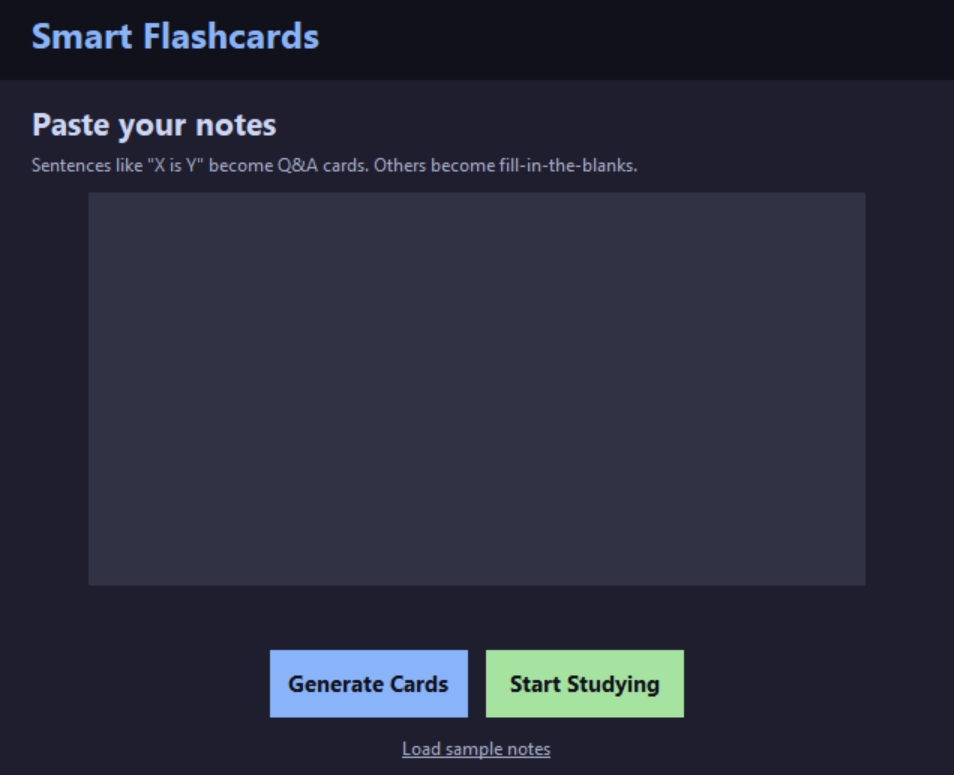 Smart Flashcards
Paste your notes
Sentences like "X is Y" become Q&A cards. Others become fill-in-the-blanks.
Generate Cards
Start Studying
Load sample notes